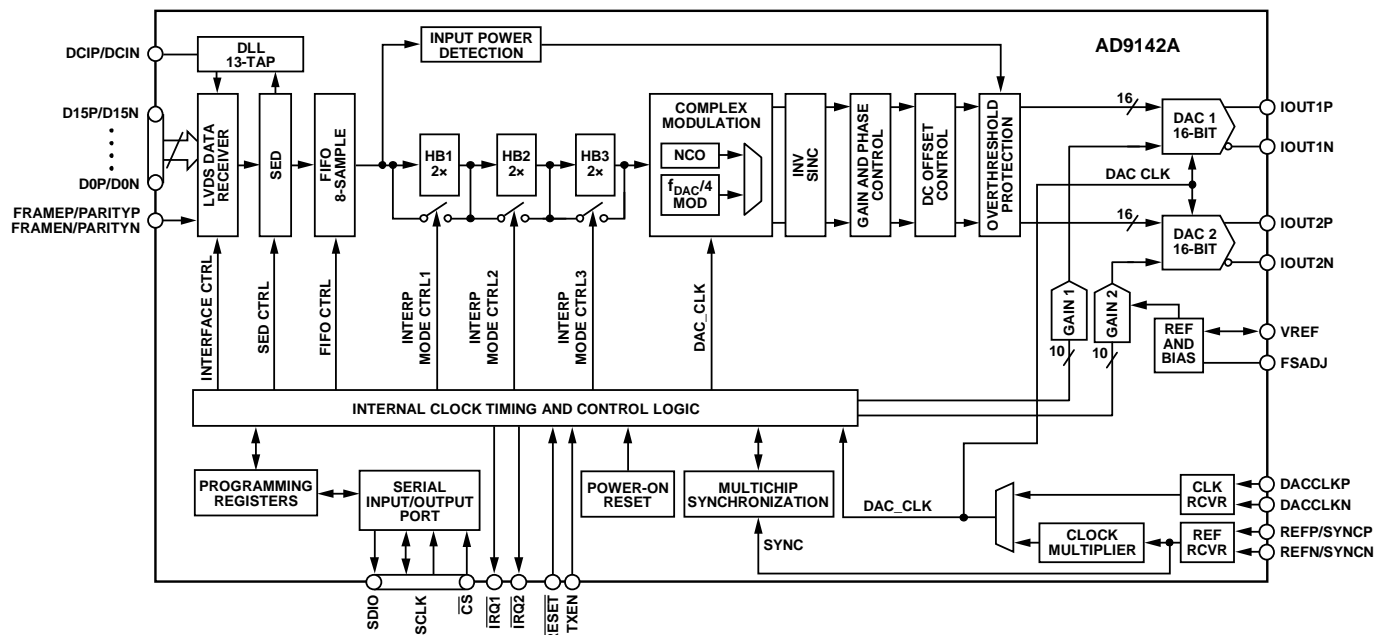 AD9142A
DCIP/DCIN
DLL
13-TAP
INPUT POWER
DETECTION
D15P/D15N
D0P/D0N
FRAMEP/PARITYP
FRAMEN/PARITYN
LVDS DATA
RECEIVER
SED
FIFO
8-SAMPLE
HB1
2×
HB2
2×
HB3
2×
COMPLEX
MODULATION
NCO
fDAC/4
MOD
INV
SINC
GAIN AND PHASE
CONTROL
DC OFFSET
CONTROL
OVERTHRESHOLD
PROTECTION
16
DAC 1
16-BIT
IOUT1P
IOUT1N
DAC CLK
16
DAC 2
16-BIT
IOUT2P
IOUT2N
INTERFACE CTRL
SED CTRL
FIFO CTRL
INTERP
MODE CTRL1
INTERP
MODE CTRL2
INTERP
MODE CTRL3
DAC_CLK
GAIN 1
10
GAIN 2
10
REF
AND
BIAS
VREF
FSADJ
INTERNAL CLOCK TIMING AND CONTROL LOGIC
PROGRAMMING
REGISTERS
SERIAL
INPUT/OUTPUT
PORT
POWER-ON
RESET
MULTICHIP
SYNCHRONIZATION
DAC_CLK
SYNC
CLOCK
MULTIPLIER
CLK
RCVR
REF
RCVR
DACCLKP
DACCLKN
REFP/SYNCP
REFN/SYNCN
SDIO
SCLK
CS
IRQ1
IRQ2
RESET
TXEN